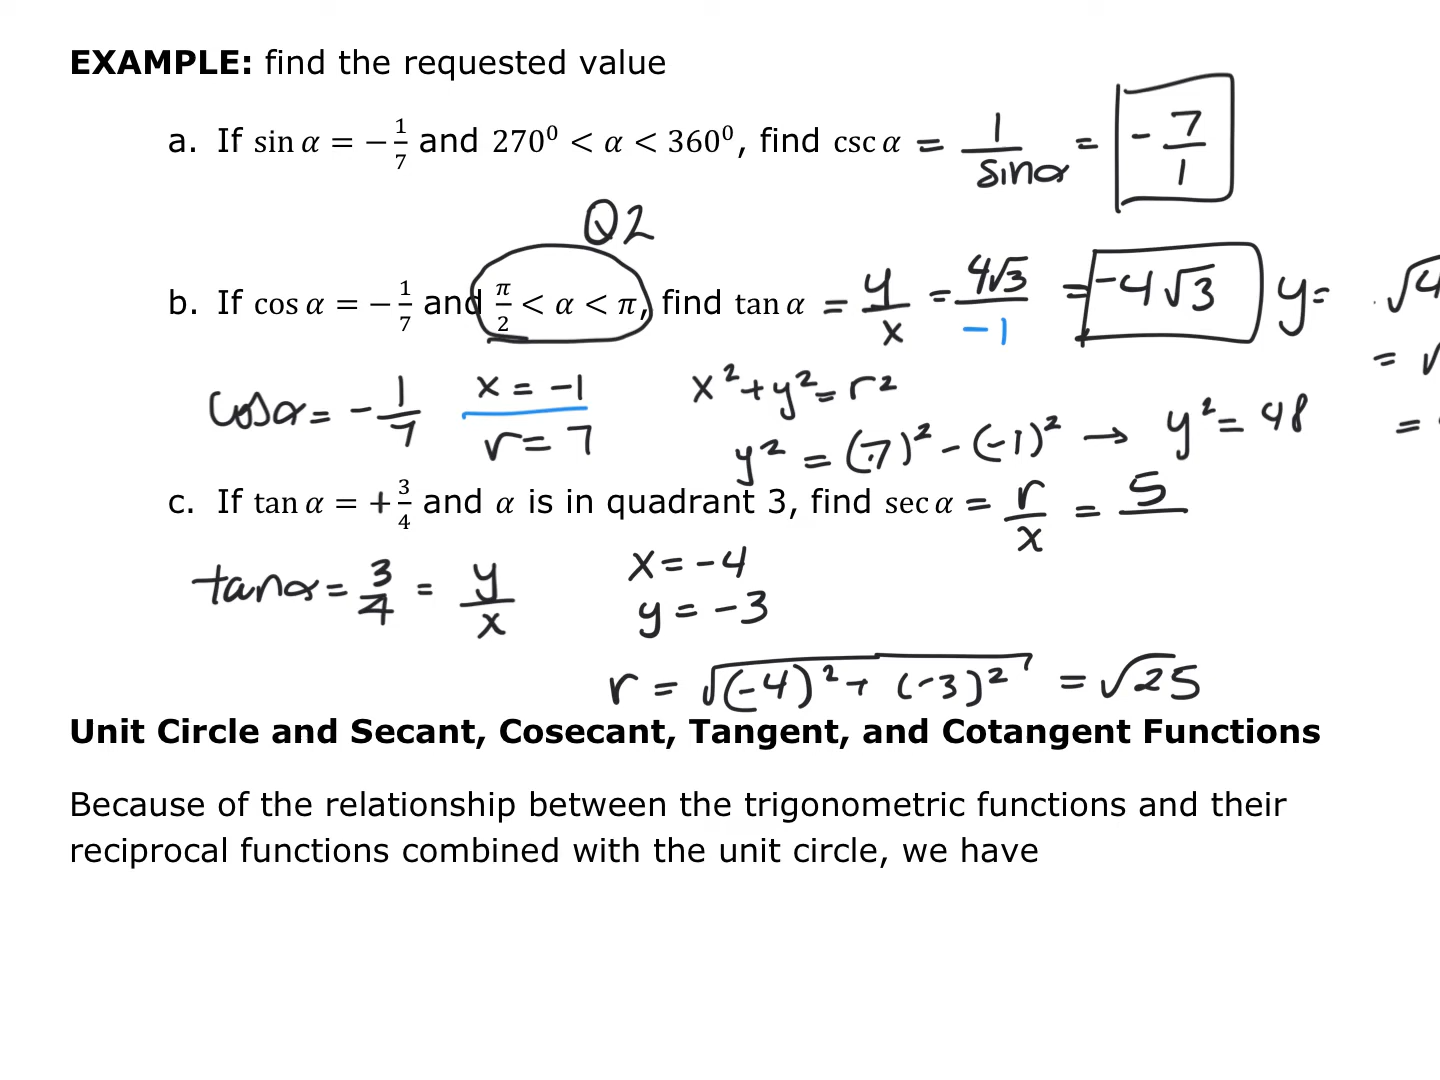 EXAMPLE: find the requested value
a. If sin α = −1/7 and 270⁰ < α < 360⁰, find csc α = 1/sinα = -7/1
Q2
b. If cos α = −1/7 and π/2 < α < π, find tan α = y/x = 4√3/-1 = -4√3 y= √4
= √
cosα = -1/7 x = -1 x²+y²=r²
r = 7 y² = (7)² - (-1)² → y² = 48 =
c. If tan α = +3/4 and α is in quadrant 3, find sec α = r/x = 5/
tanα = 3/4 = y/x x = -4
y = -3
r = √(-4)² + (-3)² = √25
Unit Circle and Secant, Cosecant, Tangent, and Cotangent Functions
Because of the relationship between the trigonometric functions and their
reciprocal functions combined with the unit circle, we have